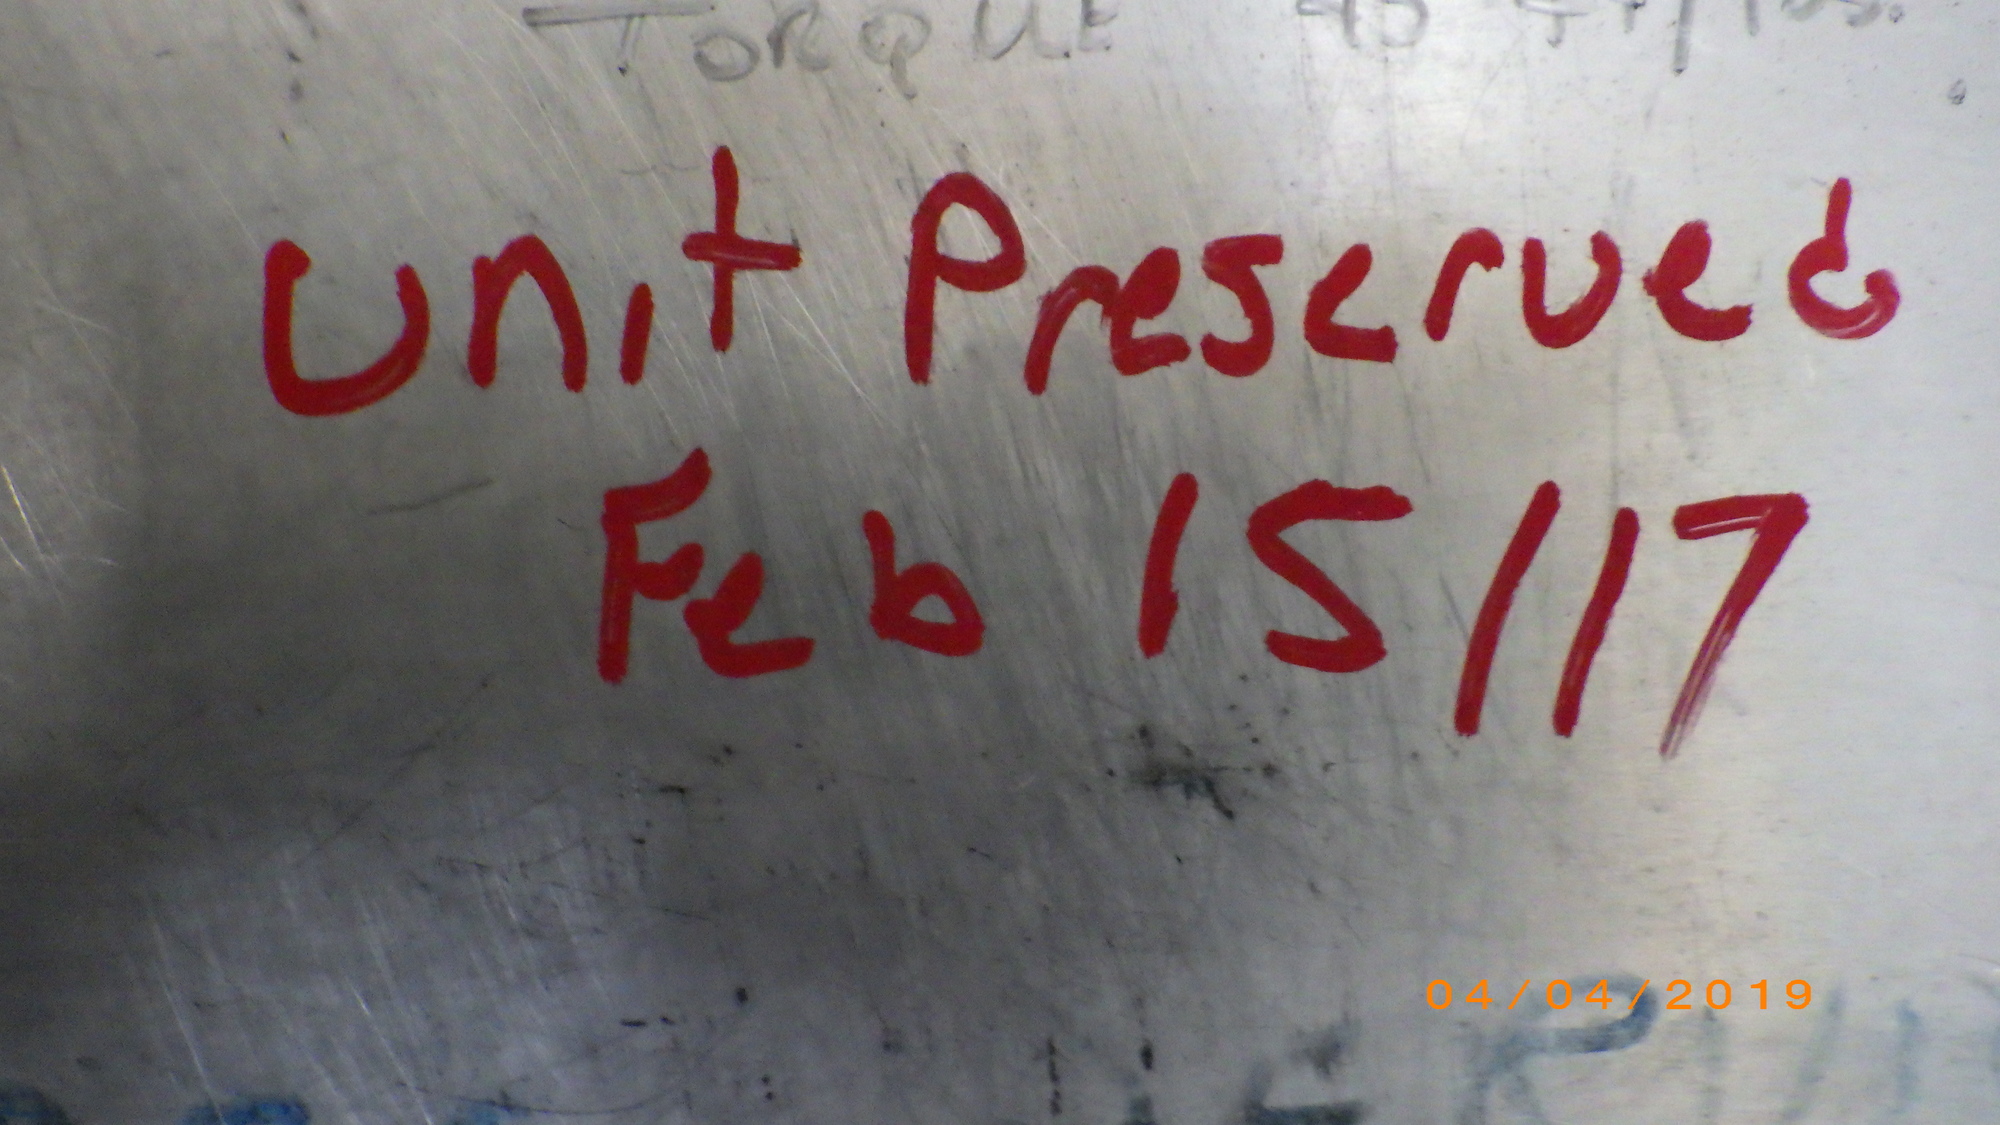 TORQUE
Unit Preserved
Feb 15/17
04/04/2019